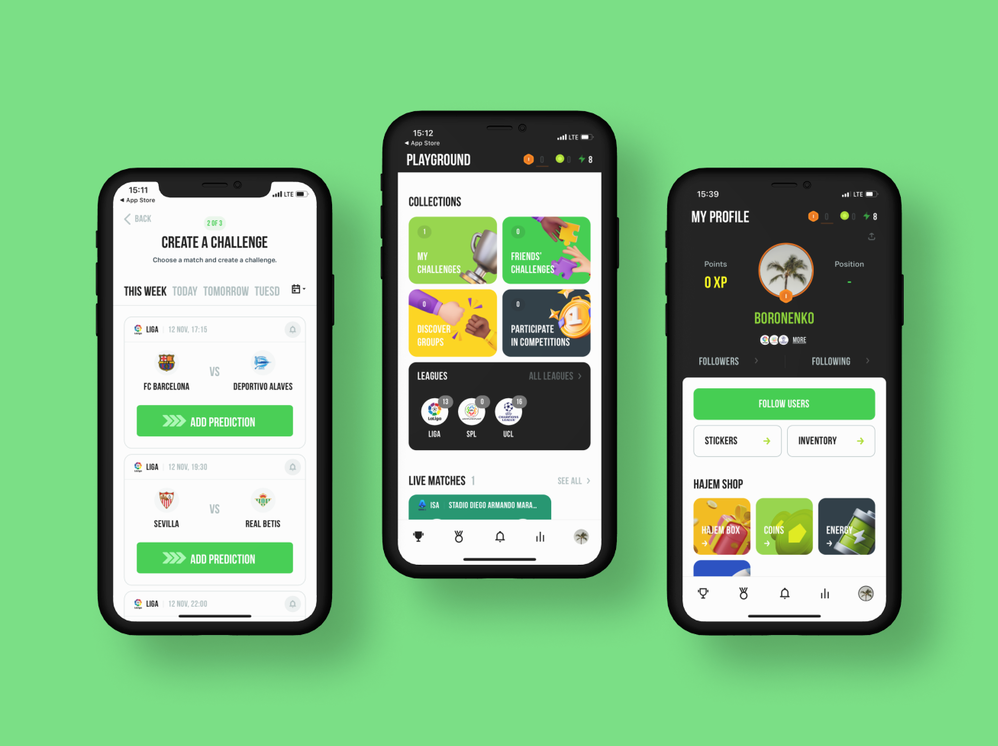 15:11
LTE
App Store
BACK
2 OF 3
CREATE A CHALLENGE
Choose a match and create a challenge.
THIS WEEK TODAY TOMORROW TUESD
LIGA 12 NOV, 17:15
VS
FC BARCELONA DEPORTIVO ALAVES
ADD PREDICTION
LIGA 12 NOV, 19:30
VS
SEVILLA REAL BETIS
ADD PREDICTION
LIGA 12 NOV, 22:00
15:12
LTE
App Store
PLAYGROUND 0 0 8
COLLECTIONS
1
MY
CHALLENGES
0
FRIENDS'
CHALLENGES
0
DISCOVER
GROUPS
0
PARTICIPATE
IN COMPETITIONS
1
LEAGUES ALL LEAGUES
13 0 16
LaLiga
LIGA SPL UCL
LIVE MATCHES 1 SEE ALL
ISA STADIO DIEGO ARMANDO MARA...
15:39
LTE
MY PROFILE 0 0 8
Points Position
0 XP -
1
BORONENKO
MORE
FOLLOWERS FOLLOWING
FOLLOW USERS
STICKERS INVENTORY
HAJEM SHOP
HAJEM BOX COINS ENERGY